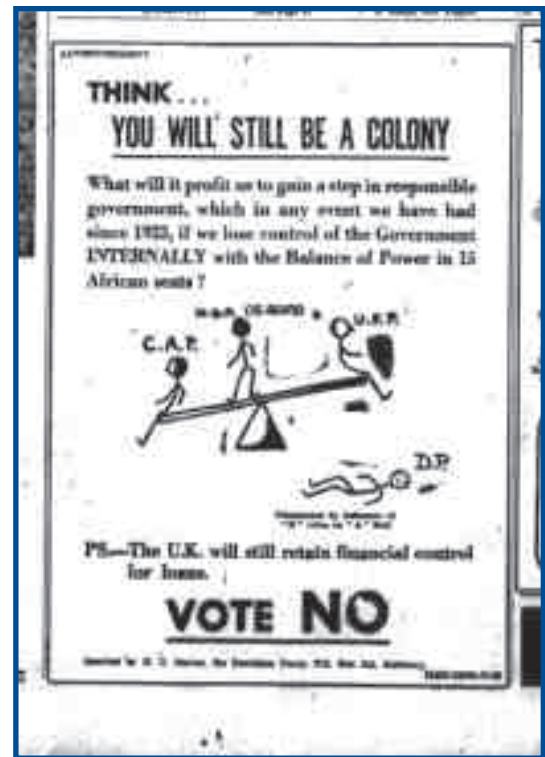 ADVERTISEMENT
THINK...
YOU WILL STILL BE A COLONY
What will it profit us to gain a step in responsible
government, which in any event we have had
since 1923, if we lose control of the Government
INTERNALLY with the Balance of Power in 15
African seats?
U.F.P.
C.A.P.
D.P.
PS—The U.K. will still retain financial control
for loans.
VOTE NO